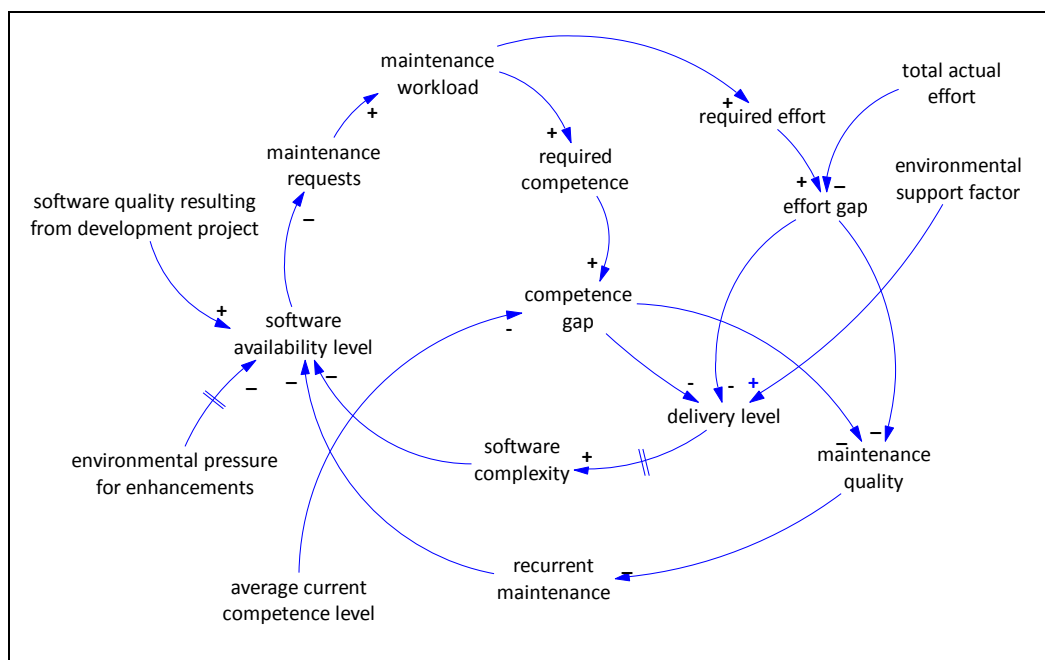 maintenance
workload
total actual
effort
required effort
+
+
+
maintenance
requests
required
competence
environmental
support factor
+
–
effort gap
software quality resulting
from development project
–
+
competence
gap
+
software
availability level
-
–
–
–
-
-
+
delivery level
environmental pressure
for enhancements
software
complexity
+
–
–
maintenance
quality
average current
competence level
recurrent
maintenance
–